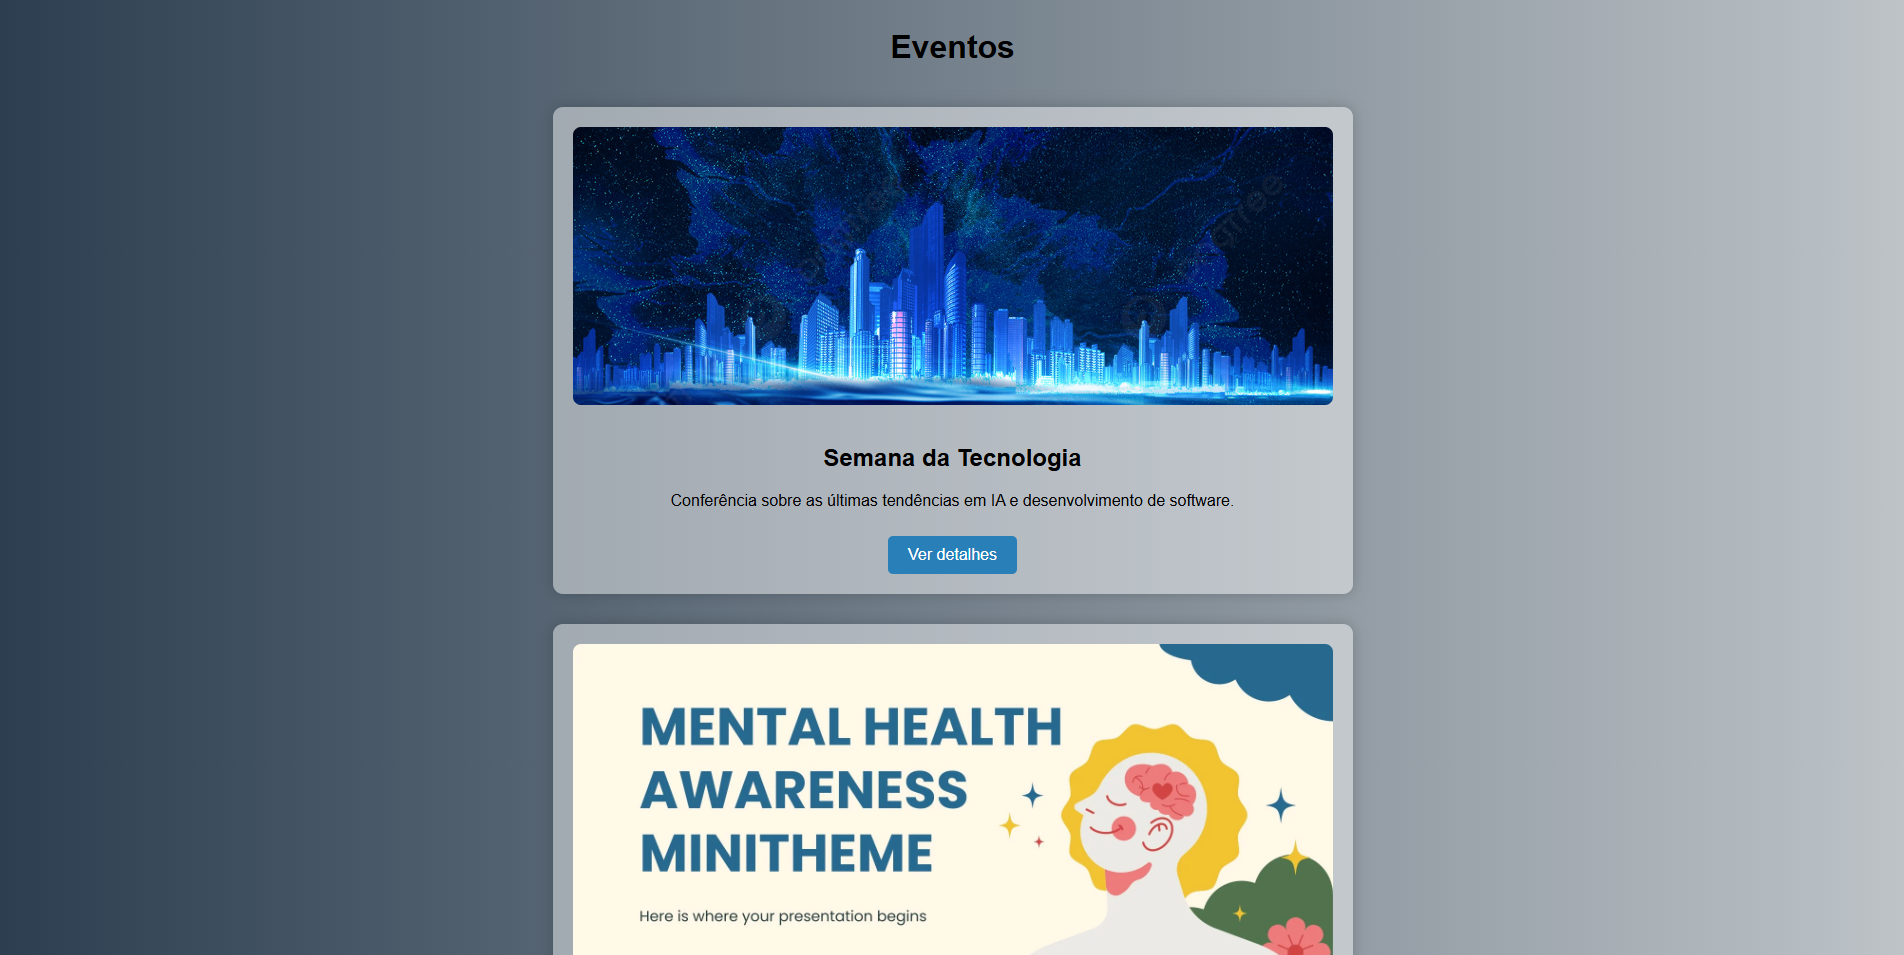 Eventos
Semana da Tecnologia
Conferência sobre as últimas tendências em IA e desenvolvimento de software.
Ver detalhes
MENTAL HEALTH
AWARENESS
MINITHEME
Here is where your presentation begins